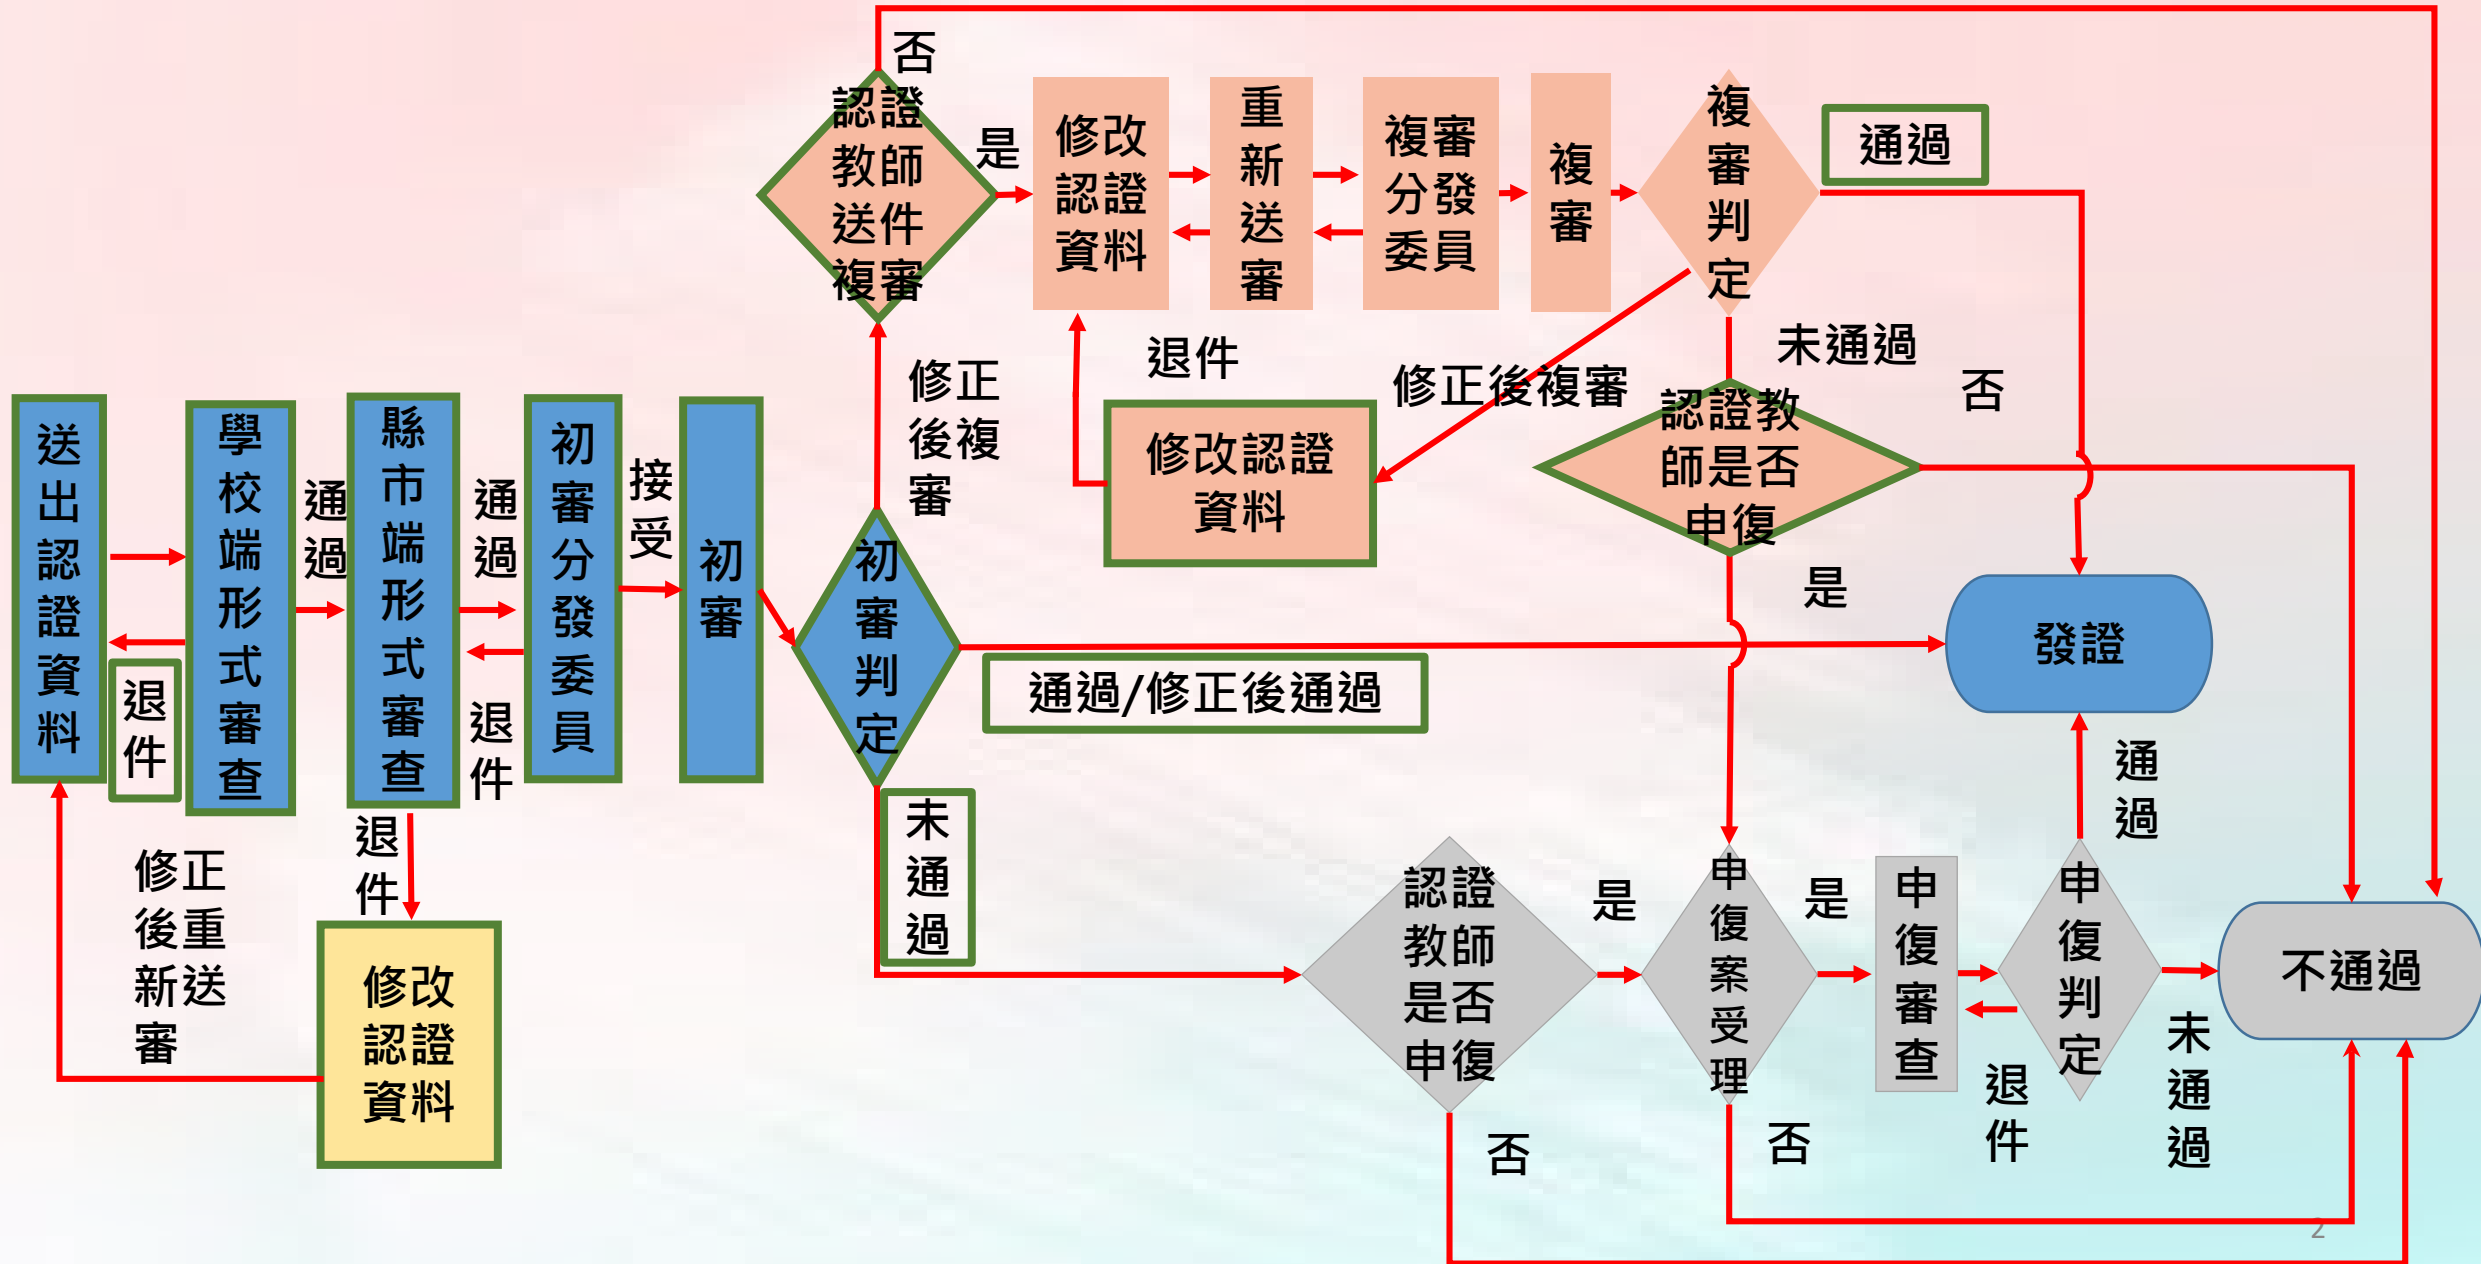 否
認證
教師
送件
複審
是
修改
認證
資料
重
新
送
審
複審
分發
委員
複
審
複
審
判
定
通過
未通過
否
退件
修正後複審
修改認證
資料
認證教
師是否
申復
是
修正
後複
審
送
出
認
證
資
料
退
件
學
校
端
形
式
審
查
通
過
縣
市
端
形
式
審
查
通
過
退
件
初
審
分
發
委
員
接
受
初
審
初
審
判
定
通過/修正後通過
發證
未
通
過
退
件
修正
後重
新送
審
修改
認證
資料
認證
教師
是否
申復
是
否
申
復
案
受
理
是
否
申
復
審
查
退
件
申
復
判
定
通
過
未
通
過
不通過
2